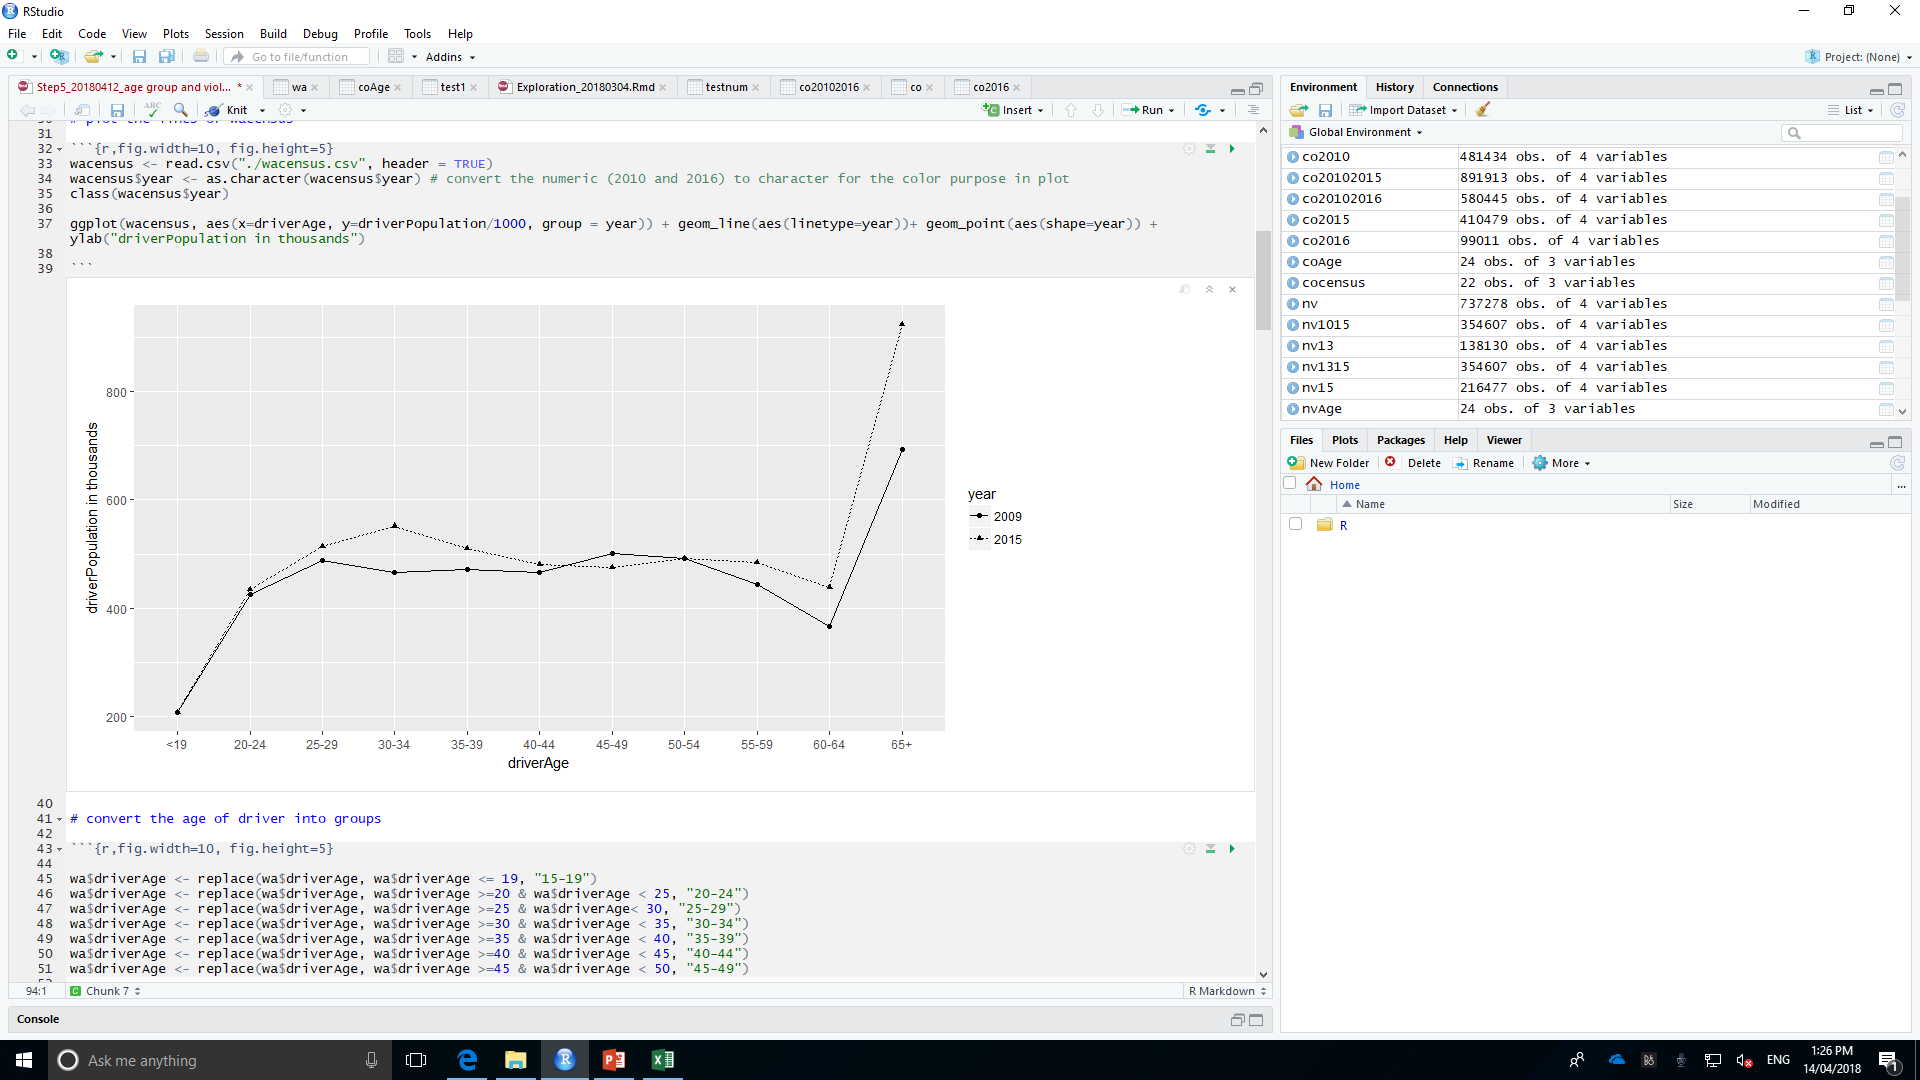 RStudio
File Edit Code View Plots Session Build Debug Profile Tools Help
Go to file/function Addins Project: (None)
Step5_20180412_age group and viol... * wa coAge test1 Exploration_20180304.Rmd testnum co20102016 co co2016
ABC Knit Insert Run
31
32 ```{r,fig.width=10, fig.height=5}
33 wacensus <- read.csv("./wacensus.csv", header = TRUE)
34 wacensus$year <- as.character(wacensus$year) # convert the numeric (2010 and 2016) to character for the color purpose in plot
35 class(wacensus$year)
36
37 ggplot(wacensus, aes(x=driverAge, y=driverPopulation/1000, group = year)) + geom_line(aes(linetype=year))+ geom_point(aes(shape=year)) +
ylab("driverPopulation in thousands")
38
39 ```
driverPopulation in thousands
800
600
400
200
<19 20-24 25-29 30-34 35-39 40-44 45-49 50-54 55-59 60-64 65+
driverAge
year
2009
2015
40
41 # convert the age of driver into groups
42
43 ```{r,fig.width=10, fig.height=5}
44
45 wa$driverAge <- replace(wa$driverAge, wa$driverAge <= 19, "15-19")
46 wa$driverAge <- replace(wa$driverAge, wa$driverAge >=20 & wa$driverAge < 25, "20-24")
47 wa$driverAge <- replace(wa$driverAge, wa$driverAge >=25 & wa$driverAge< 30, "25-29")
48 wa$driverAge <- replace(wa$driverAge, wa$driverAge >=30 & wa$driverAge < 35, "30-34")
49 wa$driverAge <- replace(wa$driverAge, wa$driverAge >=35 & wa$driverAge < 40, "35-39")
50 wa$driverAge <- replace(wa$driverAge, wa$driverAge >=40 & wa$driverAge < 45, "40-44")
51 wa$driverAge <- replace(wa$driverAge, wa$driverAge >=45 & wa$driverAge < 50, "45-49")
94:1 Chunk 7 R Markdown
Console
Environment History Connections
Import Dataset List
Global Environment
co2010 481434 obs. of 4 variables
co20102015 891913 obs. of 4 variables
co20102016 580445 obs. of 4 variables
co2015 410479 obs. of 4 variables
co2016 99011 obs. of 4 variables
coAge 24 obs. of 3 variables
cocensus 22 obs. of 3 variables
nv 737278 obs. of 4 variables
nv1015 354607 obs. of 4 variables
nv13 138130 obs. of 4 variables
nv1315 354607 obs. of 4 variables
nv15 216477 obs. of 4 variables
nvAge 24 obs. of 3 variables
Files Plots Packages Help Viewer
New Folder Delete Rename More
Home ...
Name Size Modified
R
Ask me anything
ENG 1:26 PM
14/04/2018
1